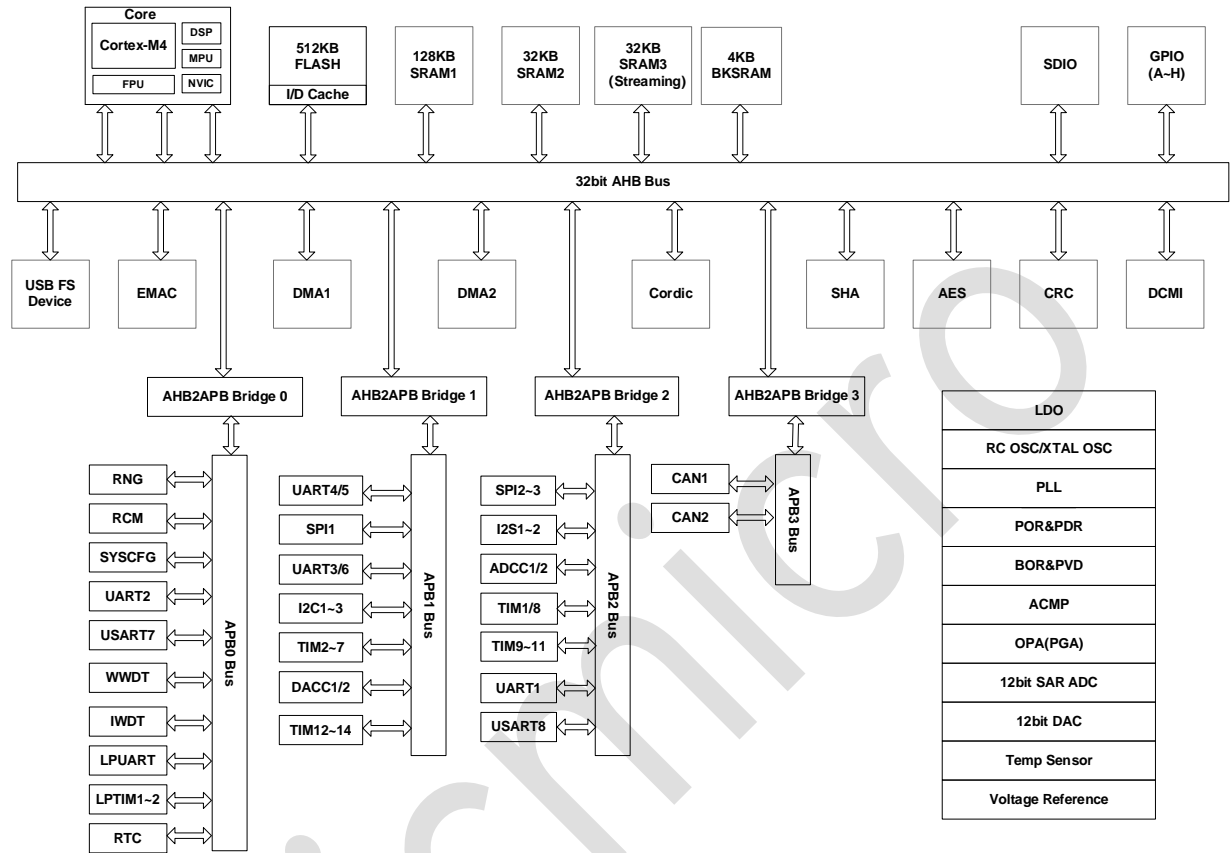 Core
Cortex-M4
DSP
MPU
FPU
NVIC
512KB
FLASH
I/D Cache
128KB
SRAM1
32KB
SRAM2
32KB
SRAM3
(Streaming)
4KB
BKSRAM
SDIO
GPIO
(A~H)
32bit AHB Bus
USB FS
Device
EMAC
DMA1
DMA2
Cordic
SHA
AES
CRC
DCMI
AHB2APB Bridge 0
AHB2APB Bridge 1
AHB2APB Bridge 2
AHB2APB Bridge 3
RNG
RCM
SYSCFG
UART2
USART7
WWDT
IWDT
LPUART
LPTIM1~2
RTC
APB0 Bus
UART4/5
SPI1
UART3/6
I2C1~3
TIM2~7
DACC1/2
TIM12~14
APB1 Bus
SPI2~3
I2S1~2
ADCC1/2
TIM1/8
TIM9~11
UART1
USART8
APB2 Bus
CAN1
CAN2
APB3 Bus
LDO
RC OSC/XTAL OSC
PLL
POR&PDR
BOR&PVD
ACMP
OPA(PGA)
12bit SAR ADC
12bit DAC
Temp Sensor
Voltage Reference
icmicro